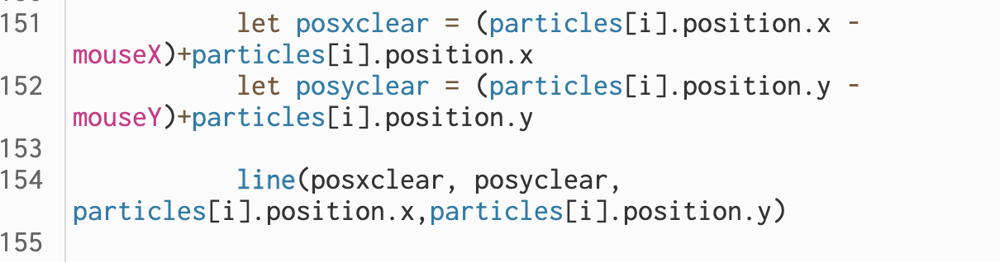 151 let posxclear = (particles[i].position.x -
mouseX)+particles[i].position.x
152 let posyclear = (particles[i].position.y -
mouseY)+particles[i].position.y
153
154 line(posxclear, posyclear,
particles[i].position.x,particles[i].position.y)
155